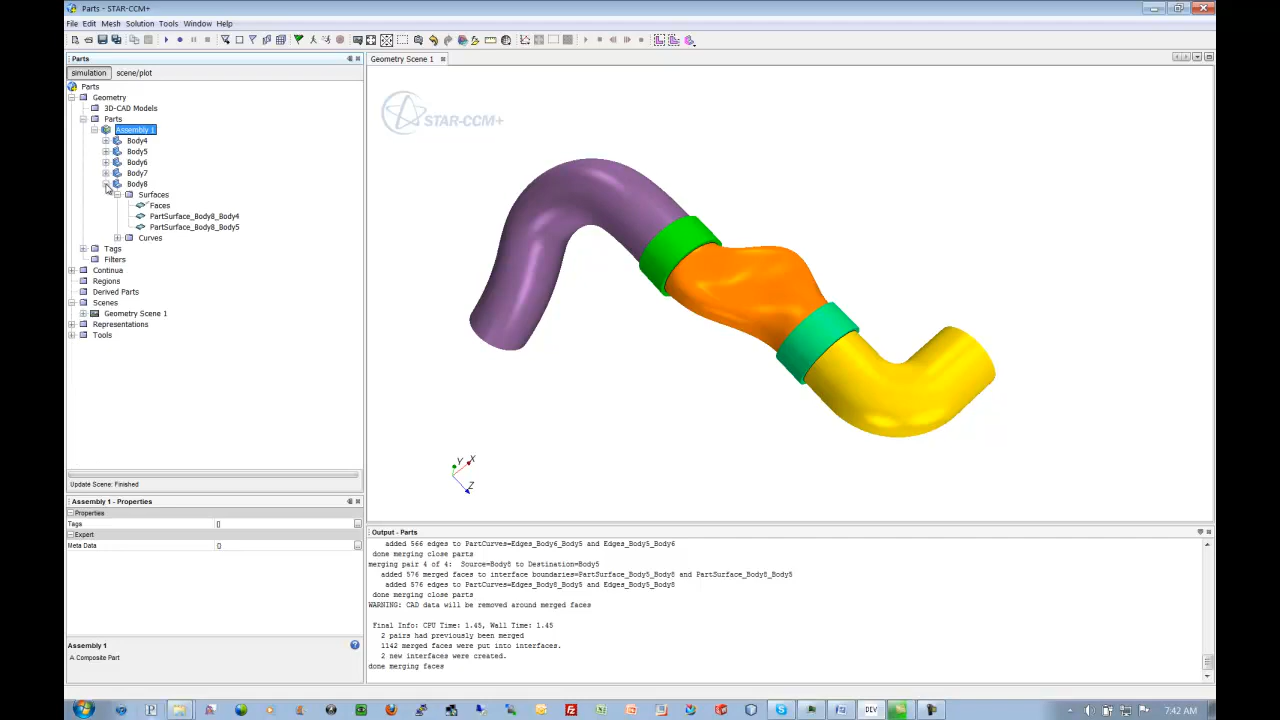 Parts - STAR-CCM+
File Edit Mesh Solution Tools Window Help
Parts
Geometry Scene 1
simulation scene/plot
Parts
Geometry
3D-CAD Models
Parts
Assembly 1
Body4
Body5
Body6
Body7
Body8
Surfaces
Faces
PartSurface_Body8_Body4
PartSurface_Body8_Body5
Curves
Tags
Filters
Continua
Regions
Derived Parts
Scenes
Geometry Scene 1
Representations
Tools
STAR-CCM+
Y X
Z
Update Scene: Finished
Assembly 1 - Properties
Properties
Tags []
Expert
Meta Data {}
Assembly 1
A Composite Part
Output - Parts
added 566 edges to PartCurves=Edges_Body6_Body5 and Edges_Body5_Body6
done merging close parts
merging pair 4 of 4: Source=Body8 to Destination=Body5
added 576 merged faces to interface boundaries=PartSurface_Body5_Body8 and PartSurface_Body8_Body5
added 576 edges to PartCurves=Edges_Body8_Body5 and Edges_Body5_Body8
done merging close parts
WARNING: CAD data will be removed around merged faces
Final Info: CPU Time: 1.45, Wall Time: 1.45
2 pairs had previously been merged
1142 merged faces were put into interfaces.
2 new interfaces were created.
done merging faces
DEV
7:42 AM